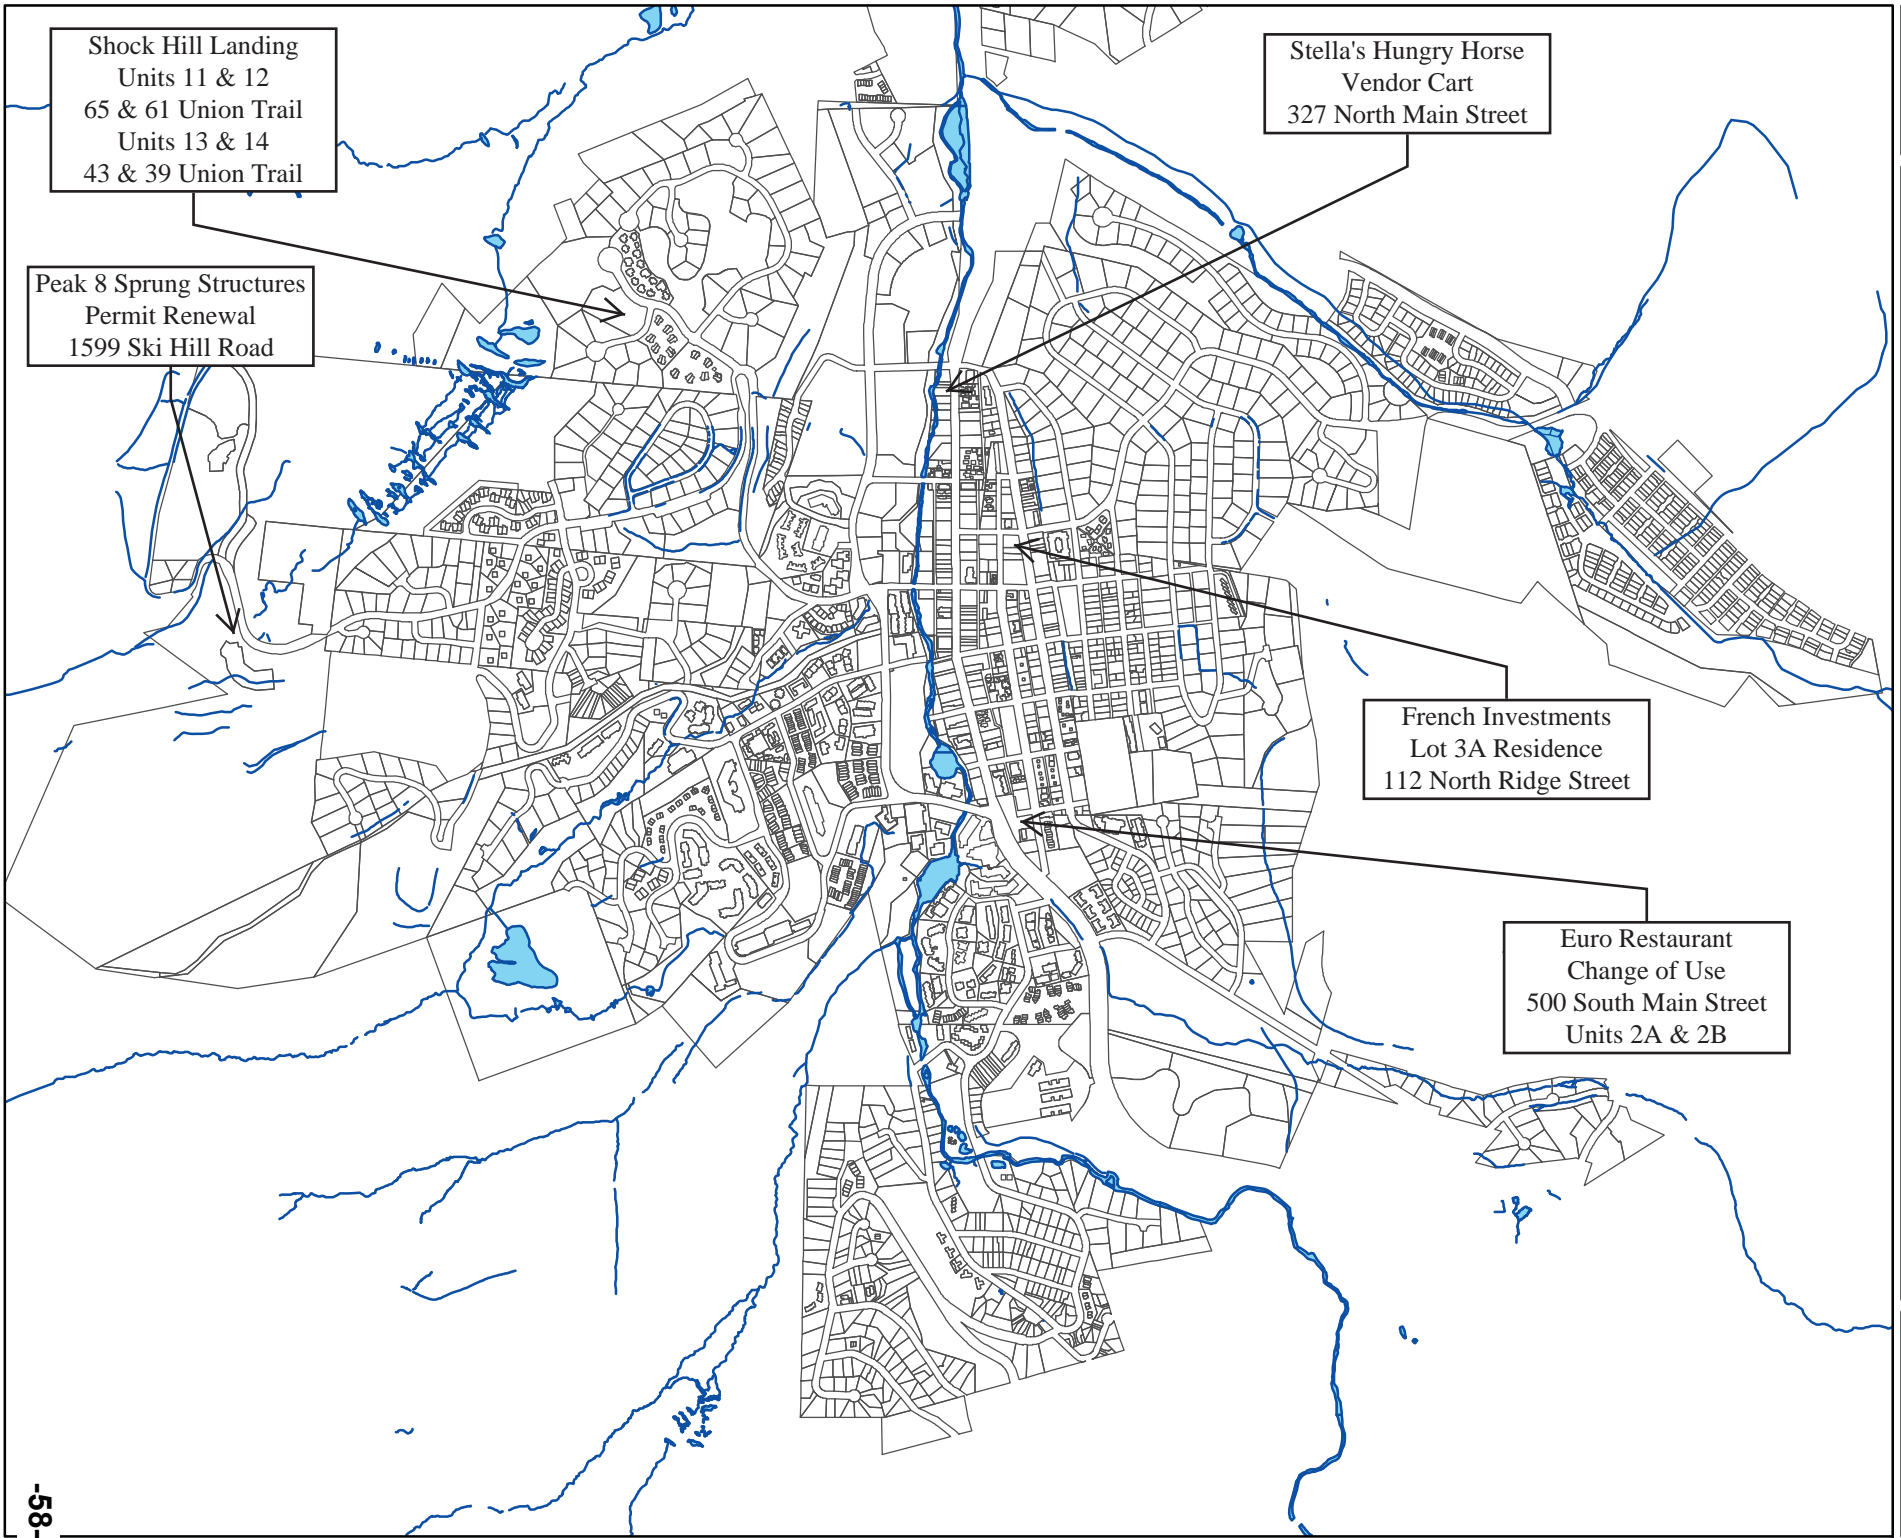 Shock Hill Landing
Units 11 & 12
65 & 61 Union Trail
Units 13 & 14
43 & 39 Union Trail
Stella's Hungry Horse
Vendor Cart
327 North Main Street
Peak 8 Sprung Structures
Permit Renewal
1599 Ski Hill Road
French Investments
Lot 3A Residence
112 North Ridge Street
Euro Restaurant
Change of Use
500 South Main Street
Units 2A & 2B
-58-